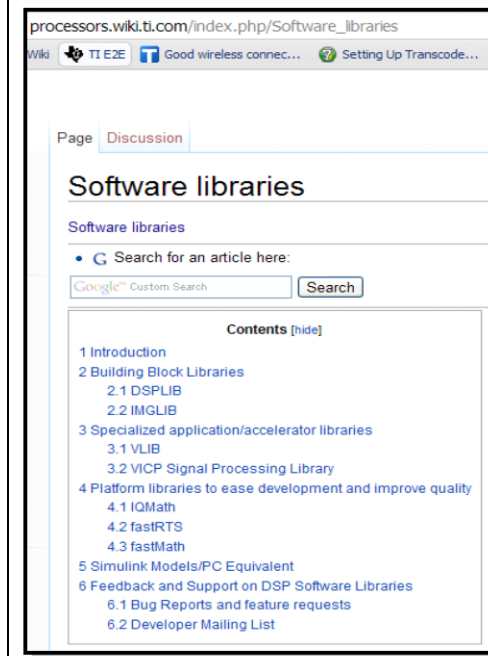 processors.wiki.ti.com/index.php/Software_libraries
Wiki TI E2E Good wireless connec... Setting Up Transcode...
Page Discussion
Software libraries
Software libraries
G Search for an article here:
Google™ Custom Search Search
Contents [hide]
1 Introduction
2 Building Block Libraries
2.1 DSPLIB
2.2 IMGLIB
3 Specialized application/accelerator libraries
3.1 VLIB
3.2 VICP Signal Processing Library
4 Platform libraries to ease development and improve quality
4.1 IQMath
4.2 fastRTS
4.3 fastMath
5 Simulink Models/PC Equivalent
6 Feedback and Support on DSP Software Libraries
6.1 Bug Reports and feature requests
6.2 Developer Mailing List